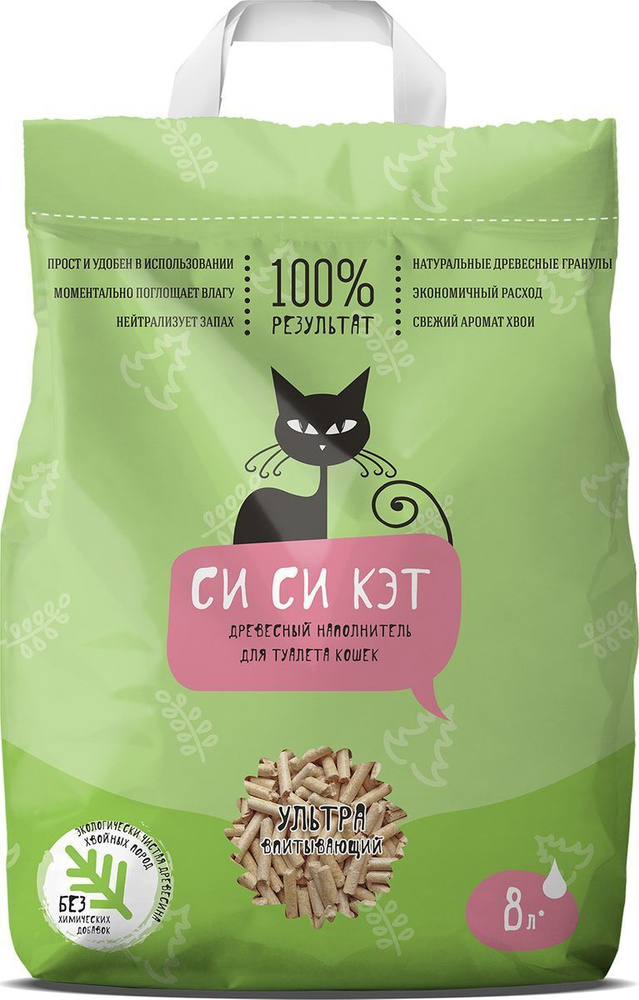 ПРОСТ И УДОБЕН В ИСПОЛЬЗОВАНИИ
МОМЕНТАЛЬНО ПОГЛОЩАЕТ ВЛАГУ
НЕЙТРАЛИЗУЕТ ЗАПАХ
100%
РЕЗУЛЬТАТ
НАТУРАЛЬНЫЕ ДРЕВЕСНЫЕ ГРАНУЛЫ
ЭКОНОМИЧНЫЙ РАСХОД
СВЕЖИЙ АРОМАТ ХВОИ
СИ СИ КЭТ
ДРЕВЕСНЫЙ НАПОЛНИТЕЛЬ
ДЛЯ ТУАЛЕТА КОШЕК
УЛЬТРА
ВПИТЫВАЮЩИЙ
ЭКОЛОГИЧЕСКИ ЧИСТАЯ ДРЕВЕСИНА
ХВОЙНЫХ ПОРОД
БЕЗ
ХИМИЧЕСКИХ
ДОБАВОК
8 л.